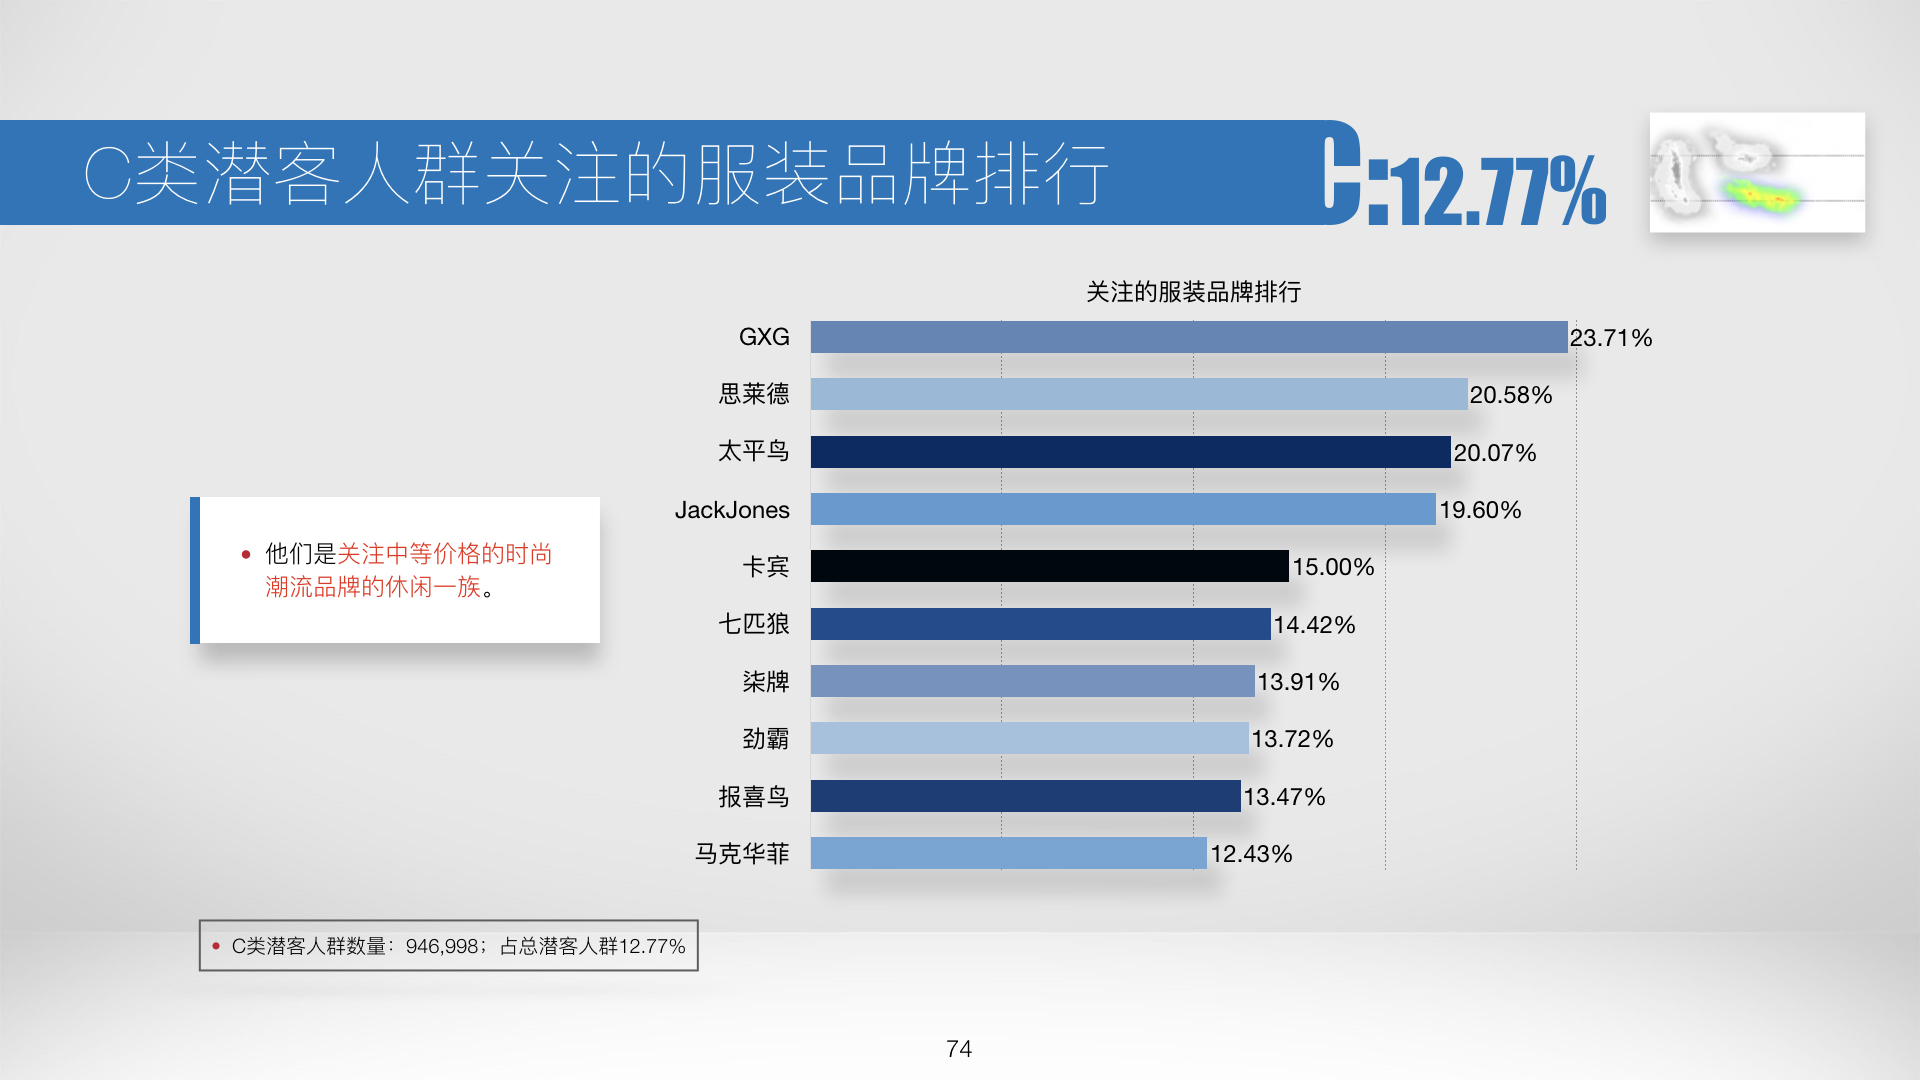 C类潜客人群关注的服装品牌排行
C:12.77%
关注的服装品牌排行
GXG 23.71%
思莱德 20.58%
太平鸟 20.07%
JackJones 19.60%
卡宾 15.00%
七匹狼 14.42%
柒牌 13.91%
劲霸 13.72%
报喜鸟 13.47%
马克华菲 12.43%
• 他们是关注中等价格的时尚
潮流品牌的休闲一族。
• C类潜客人群数量：946,998；占总潜客人群12.77%
74